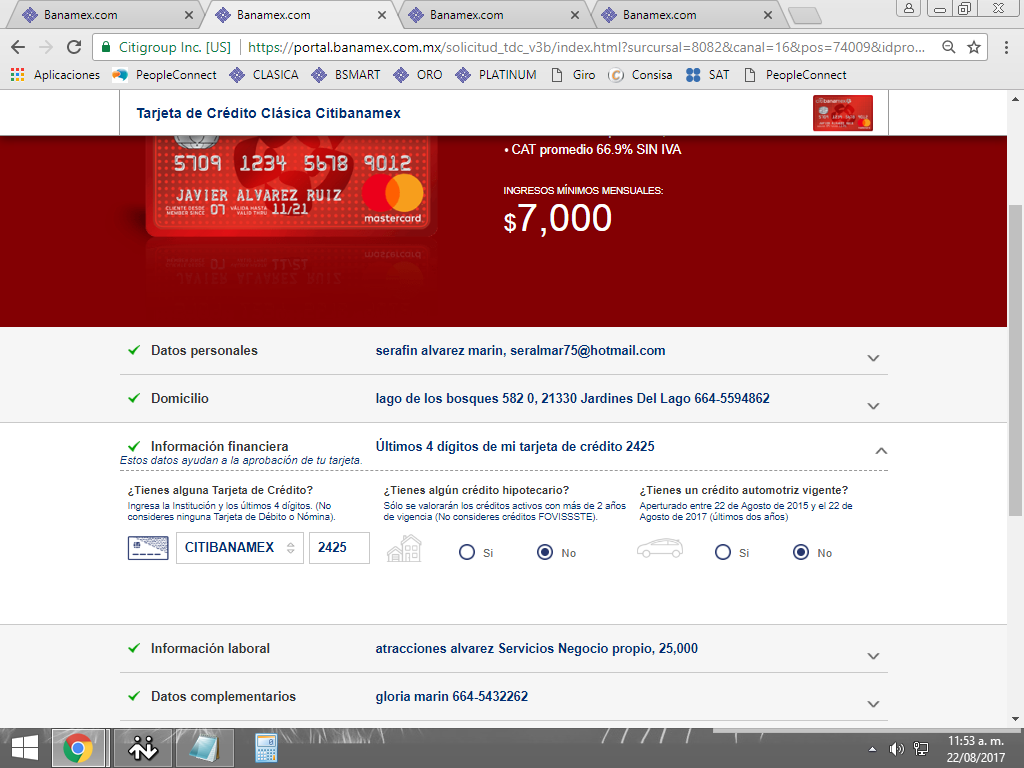 Banamex.com
Banamex.com
Banamex.com
Banamex.com
Citigroup Inc. [US]
https://portal.banamex.com.mx/solicitud_tdc_v3b/index.html?sursursal=8082&canal=16&pos=74009&idpro...
Aplicaciones
PeopleConnect
CLASICA
BSMART
ORO
PLATINUM
Giro
Consisa
SAT
PeopleConnect
Tarjeta de Crédito Clásica Citibanamex
5709 1234 5678 9012
JAVIER ALVAREZ RUIZ
CLIENTE DESDE
MEMBER SINCE
07
VÁLIDA HASTA
VALID THRU
11/21
mastercard
• CAT promedio 66.9% SIN IVA
INGRESOS MÍNIMOS MENSUALES:
$7,000
Datos personales
serafin alvarez marin, seralmar75@hotmail.com
Domicilio
lago de los bosques 582 0, 21330 Jardines Del Lago 664-5594862
Información financiera
Últimos 4 dígitos de mi tarjeta de crédito 2425
Estos datos ayudan a la aprobación de tu tarjeta.
¿Tienes alguna Tarjeta de Crédito?
Ingresa la Institución y los últimos 4 dígitos. (No
consideres ninguna Tarjeta de Débito o Nómina).
CITIBANAMEX
2425
¿Tienes algún crédito hipotecario?
Sólo se valorarán los créditos activos con más de 2 años
de vigencia (No consideres créditos FOVISSSTE).
Si
No
¿Tienes un crédito automotriz vigente?
Aperturado entre 22 de Agosto de 2015 y el 22 de
Agosto de 2017 (últimos dos años)
Si
No
Información laboral
atracciones alvarez Servicios Negocio propio, 25,000
Datos complementarios
gloria marin 664-5432262
11:53 a. m.
22/08/2017